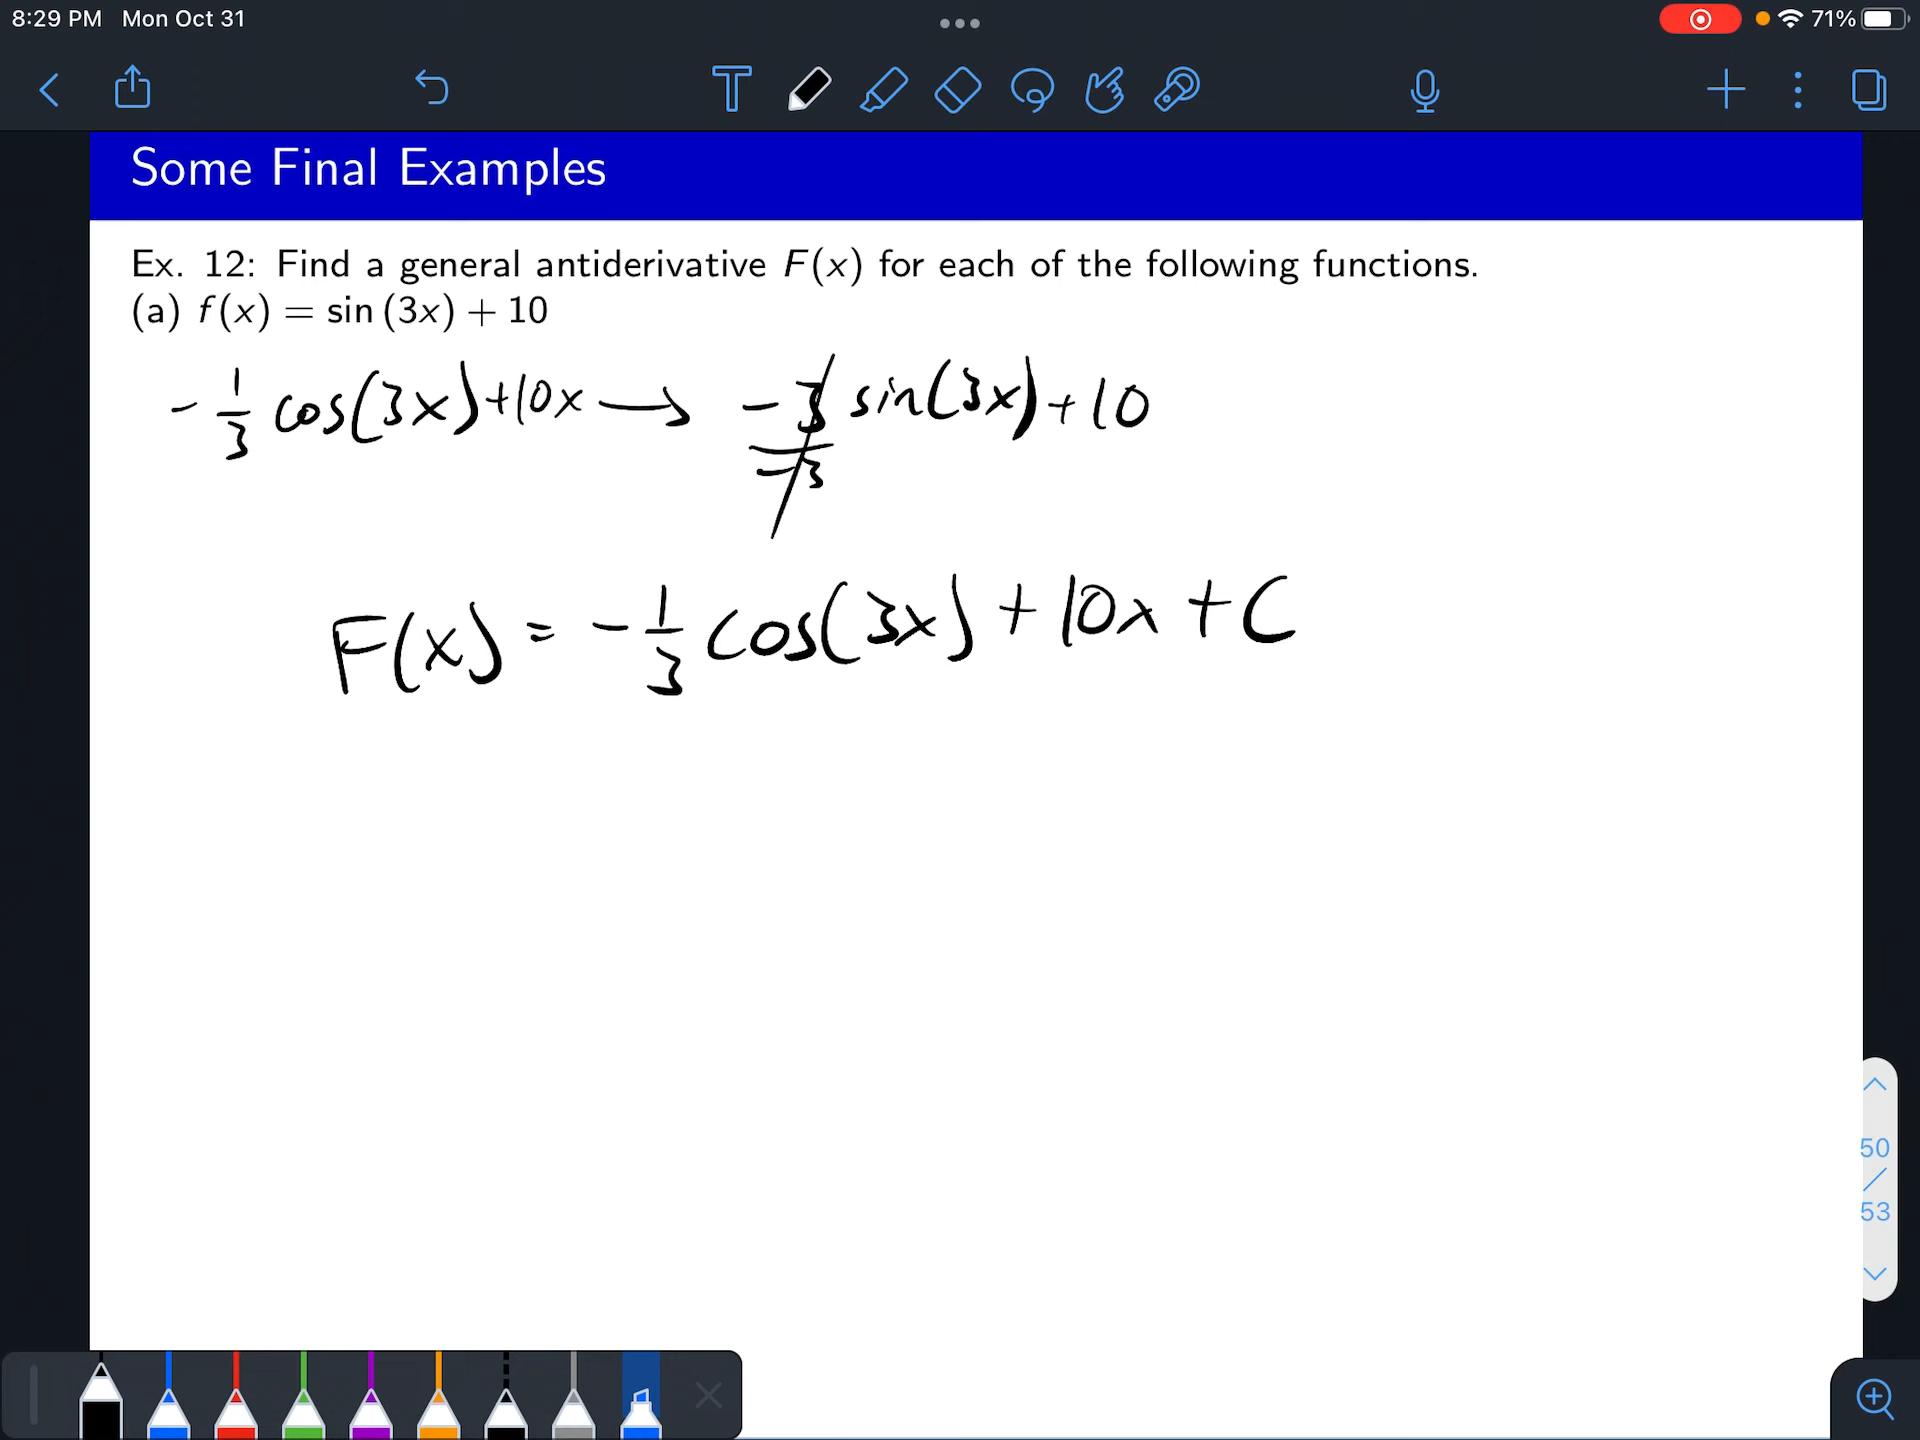 8:29 PM Mon Oct 31 71%
Some Final Examples
Ex. 12: Find a general antiderivative F(x) for each of the following functions.
(a) f(x) = sin (3x) + 10
-1/3 cos(3x)+10x → -3/-3 sin(3x)+10
F(x) = -1/3 cos(3x) + 10x + C
50
/
53